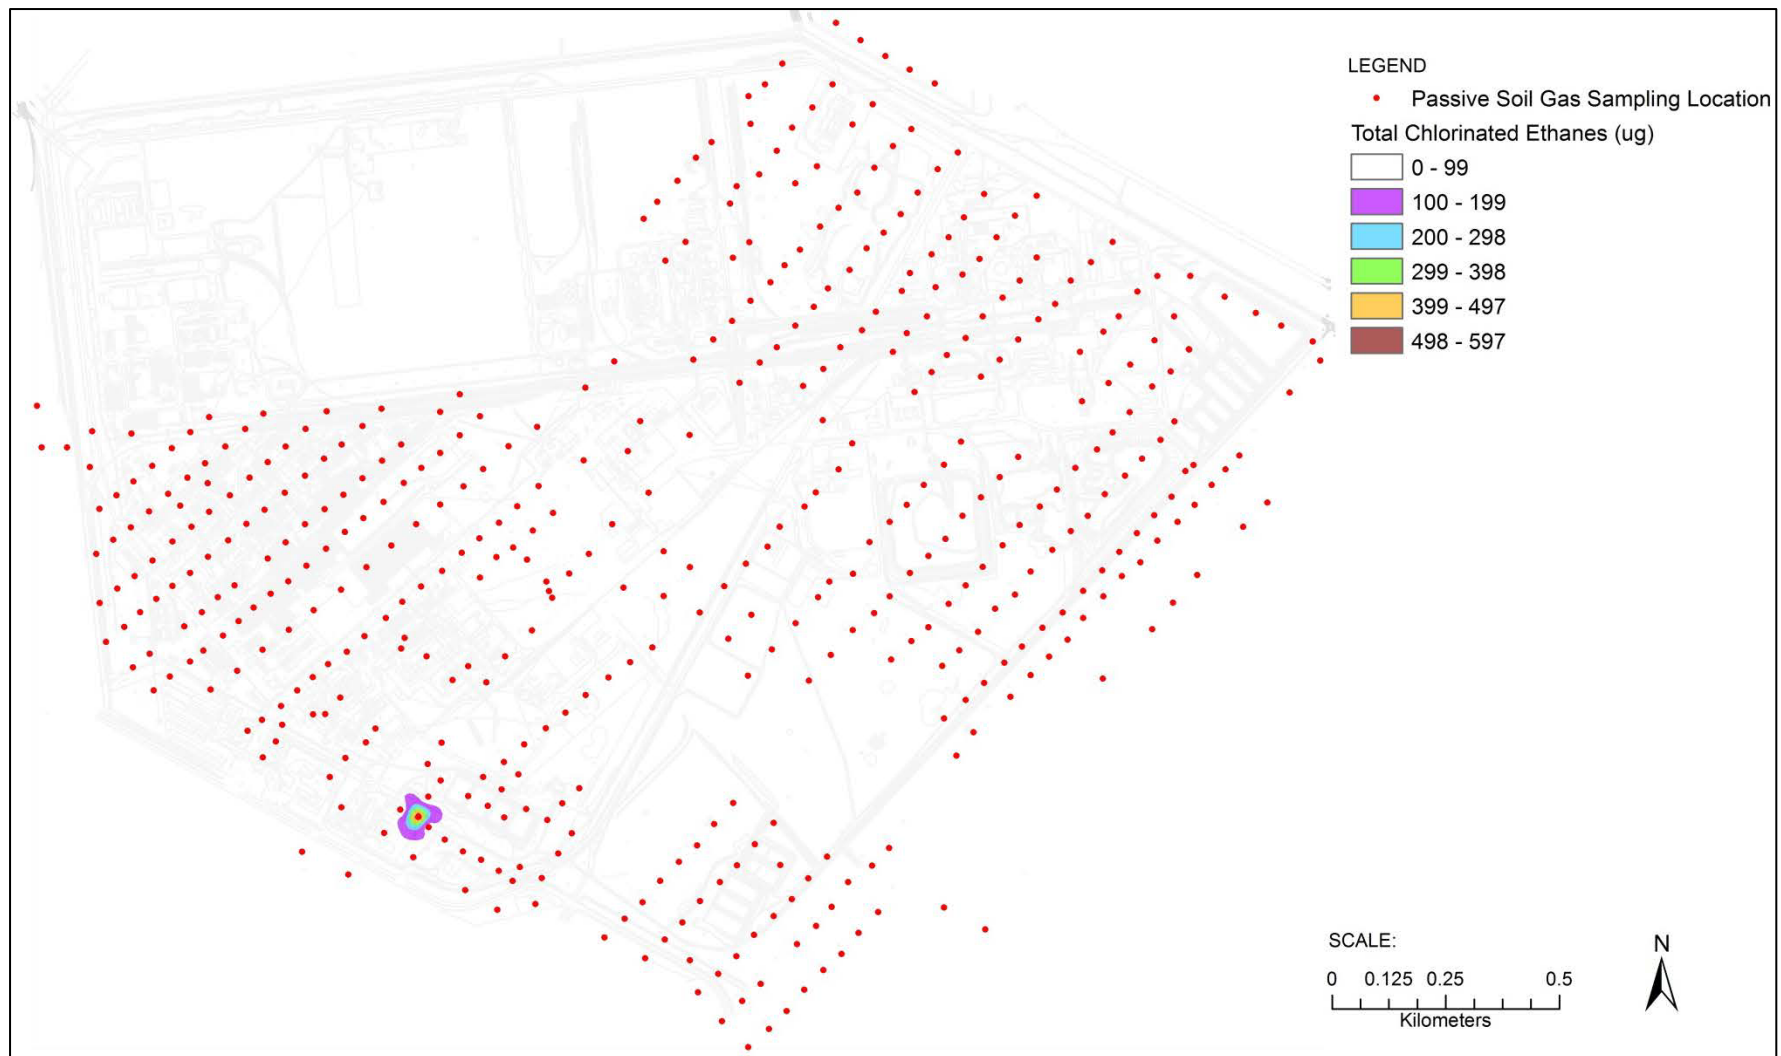 LEGEND
Passive Soil Gas Sampling Location
Total Chlorinated Ethanes (ug)
0 - 99
100 - 199
200 - 298
299 - 398
399 - 497
498 - 597
SCALE:
N
0 0.125 0.25 0.5
Kilometers